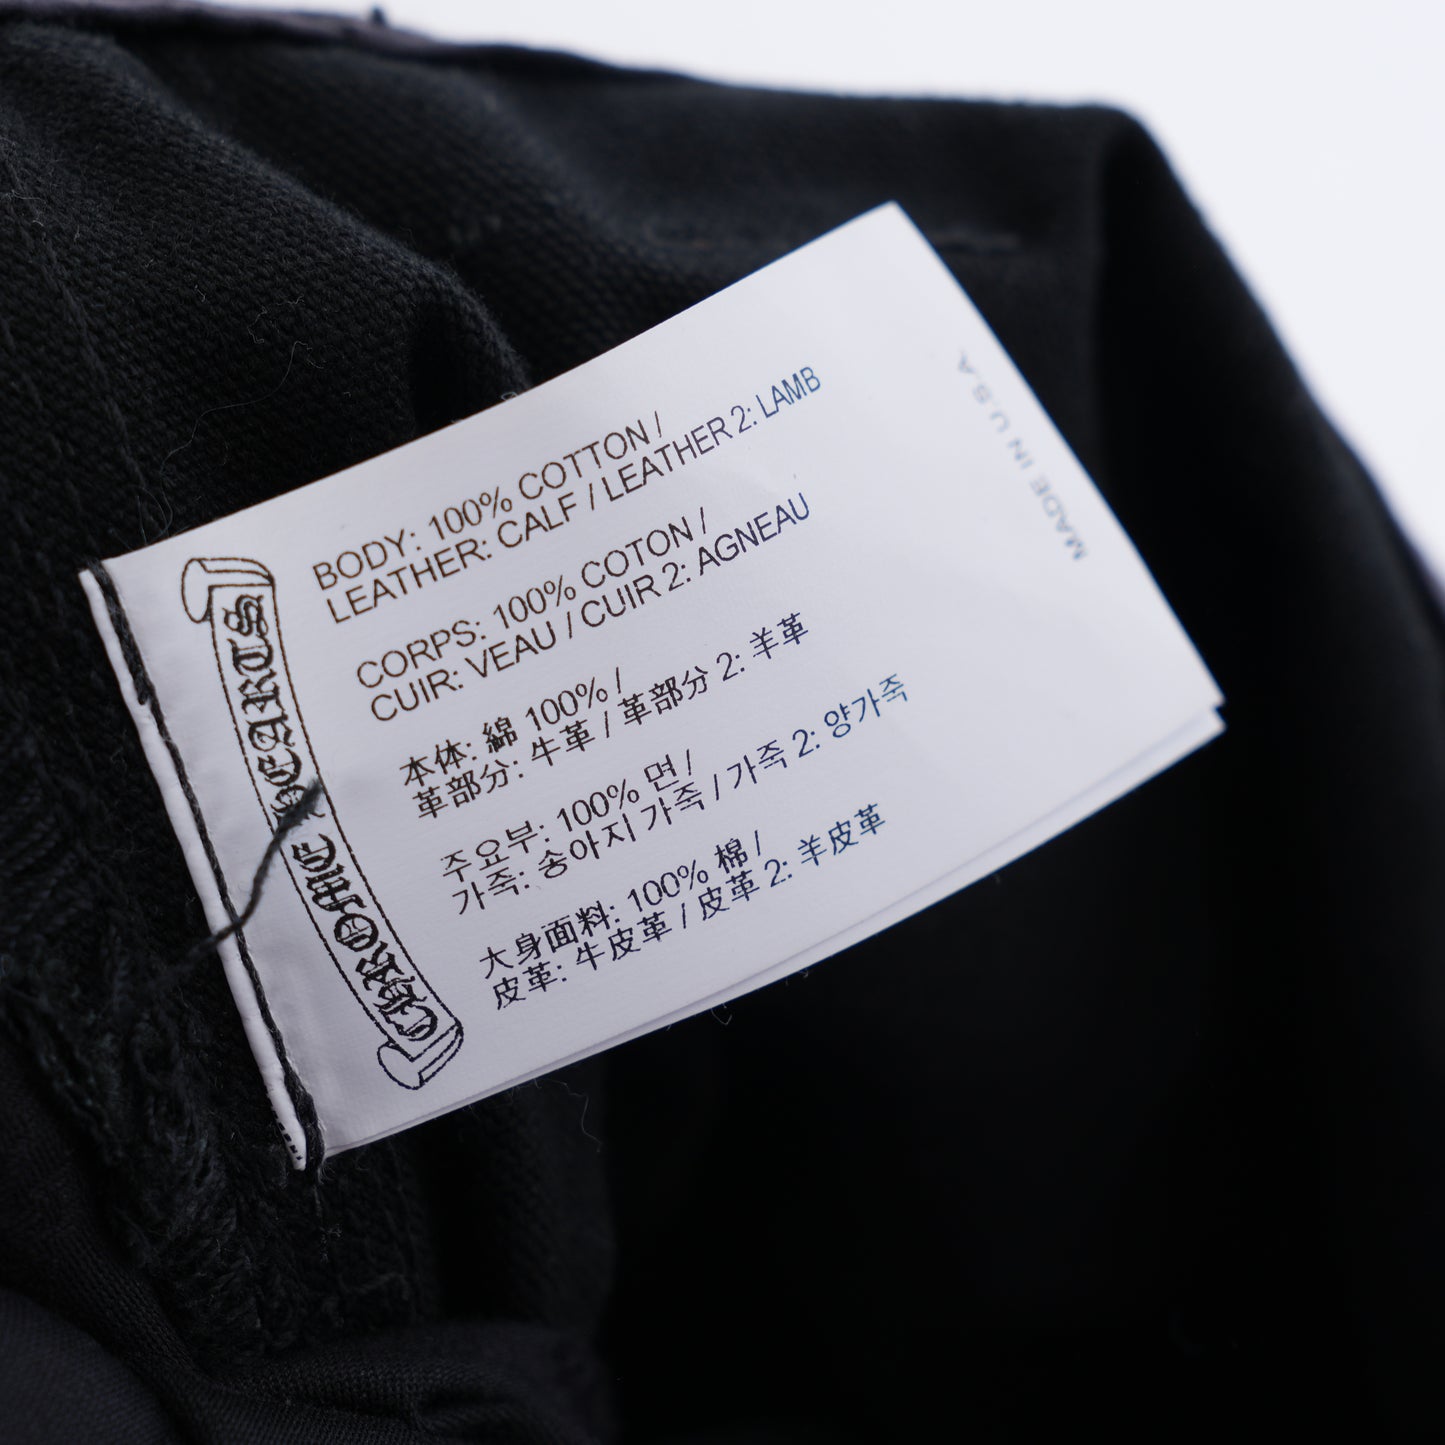 CHROME HEARTS
BODY: 100% COTTON /
LEATHER: CALF / LEATHER 2: LAMB
CORPS: 100% COTON /
CUIR: VEAU / CUIR 2: AGNEAU
本体: 綿 100% /
革部分: 牛革 / 革部分 2: 羊革
주요부: 100% 면 /
가죽: 송아지 가죽 / 가죽 2: 양가죽
大身面料: 100% 棉 /
皮革: 牛皮革 / 皮革 2: 羊皮革
MADE IN U.S.A